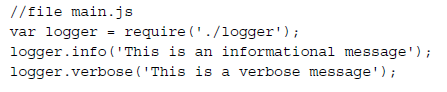 //file main.js
var logger = require('./logger');
logger.info('This is an informational message');
logger.verbose('This is a verbose message');